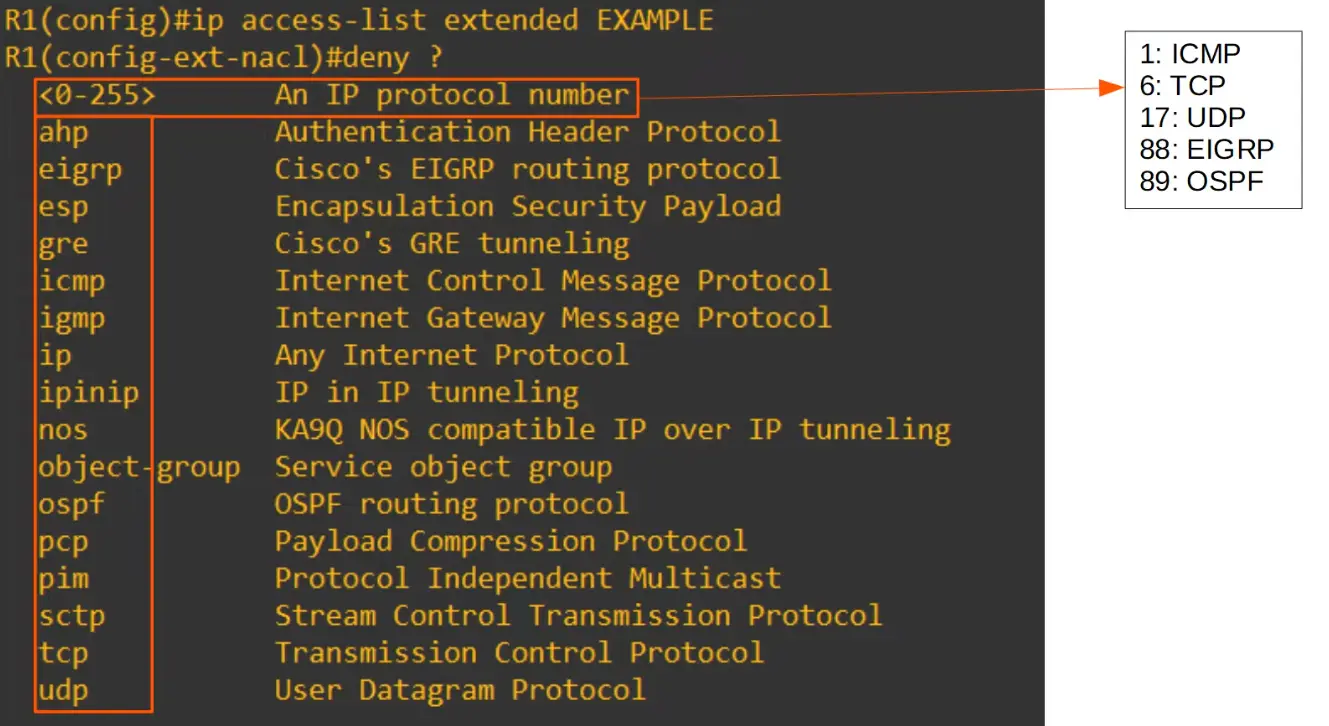 R1(config)#ip access-list extended EXAMPLE
R1(config-ext-nacl)#deny ?
<0-255> An IP protocol number
ahp Authentication Header Protocol
eigrp Cisco's EIGRP routing protocol
esp Encapsulation Security Payload
gre Cisco's GRE tunneling
icmp Internet Control Message Protocol
igmp Internet Gateway Message Protocol
ip Any Internet Protocol
ipinip IP in IP tunneling
nos KA9Q NOS compatible IP over IP tunneling
object-group Service object group
ospf OSPF routing protocol
pcp Payload Compression Protocol
pim Protocol Independent Multicast
sctp Stream Control Transmission Protocol
tcp Transmission Control Protocol
udp User Datagram Protocol
1: ICMP
6: TCP
17: UDP
88: EIGRP
89: OSPF